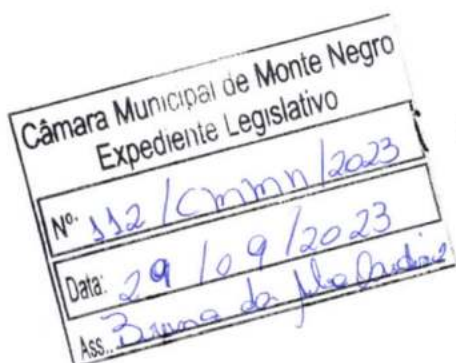 Câmara Municipal de Monte Negro
Expediente Legislativo
Nº. 112/Cmmn/2023
Data: 29/09/2023
Ass.: Bruna da